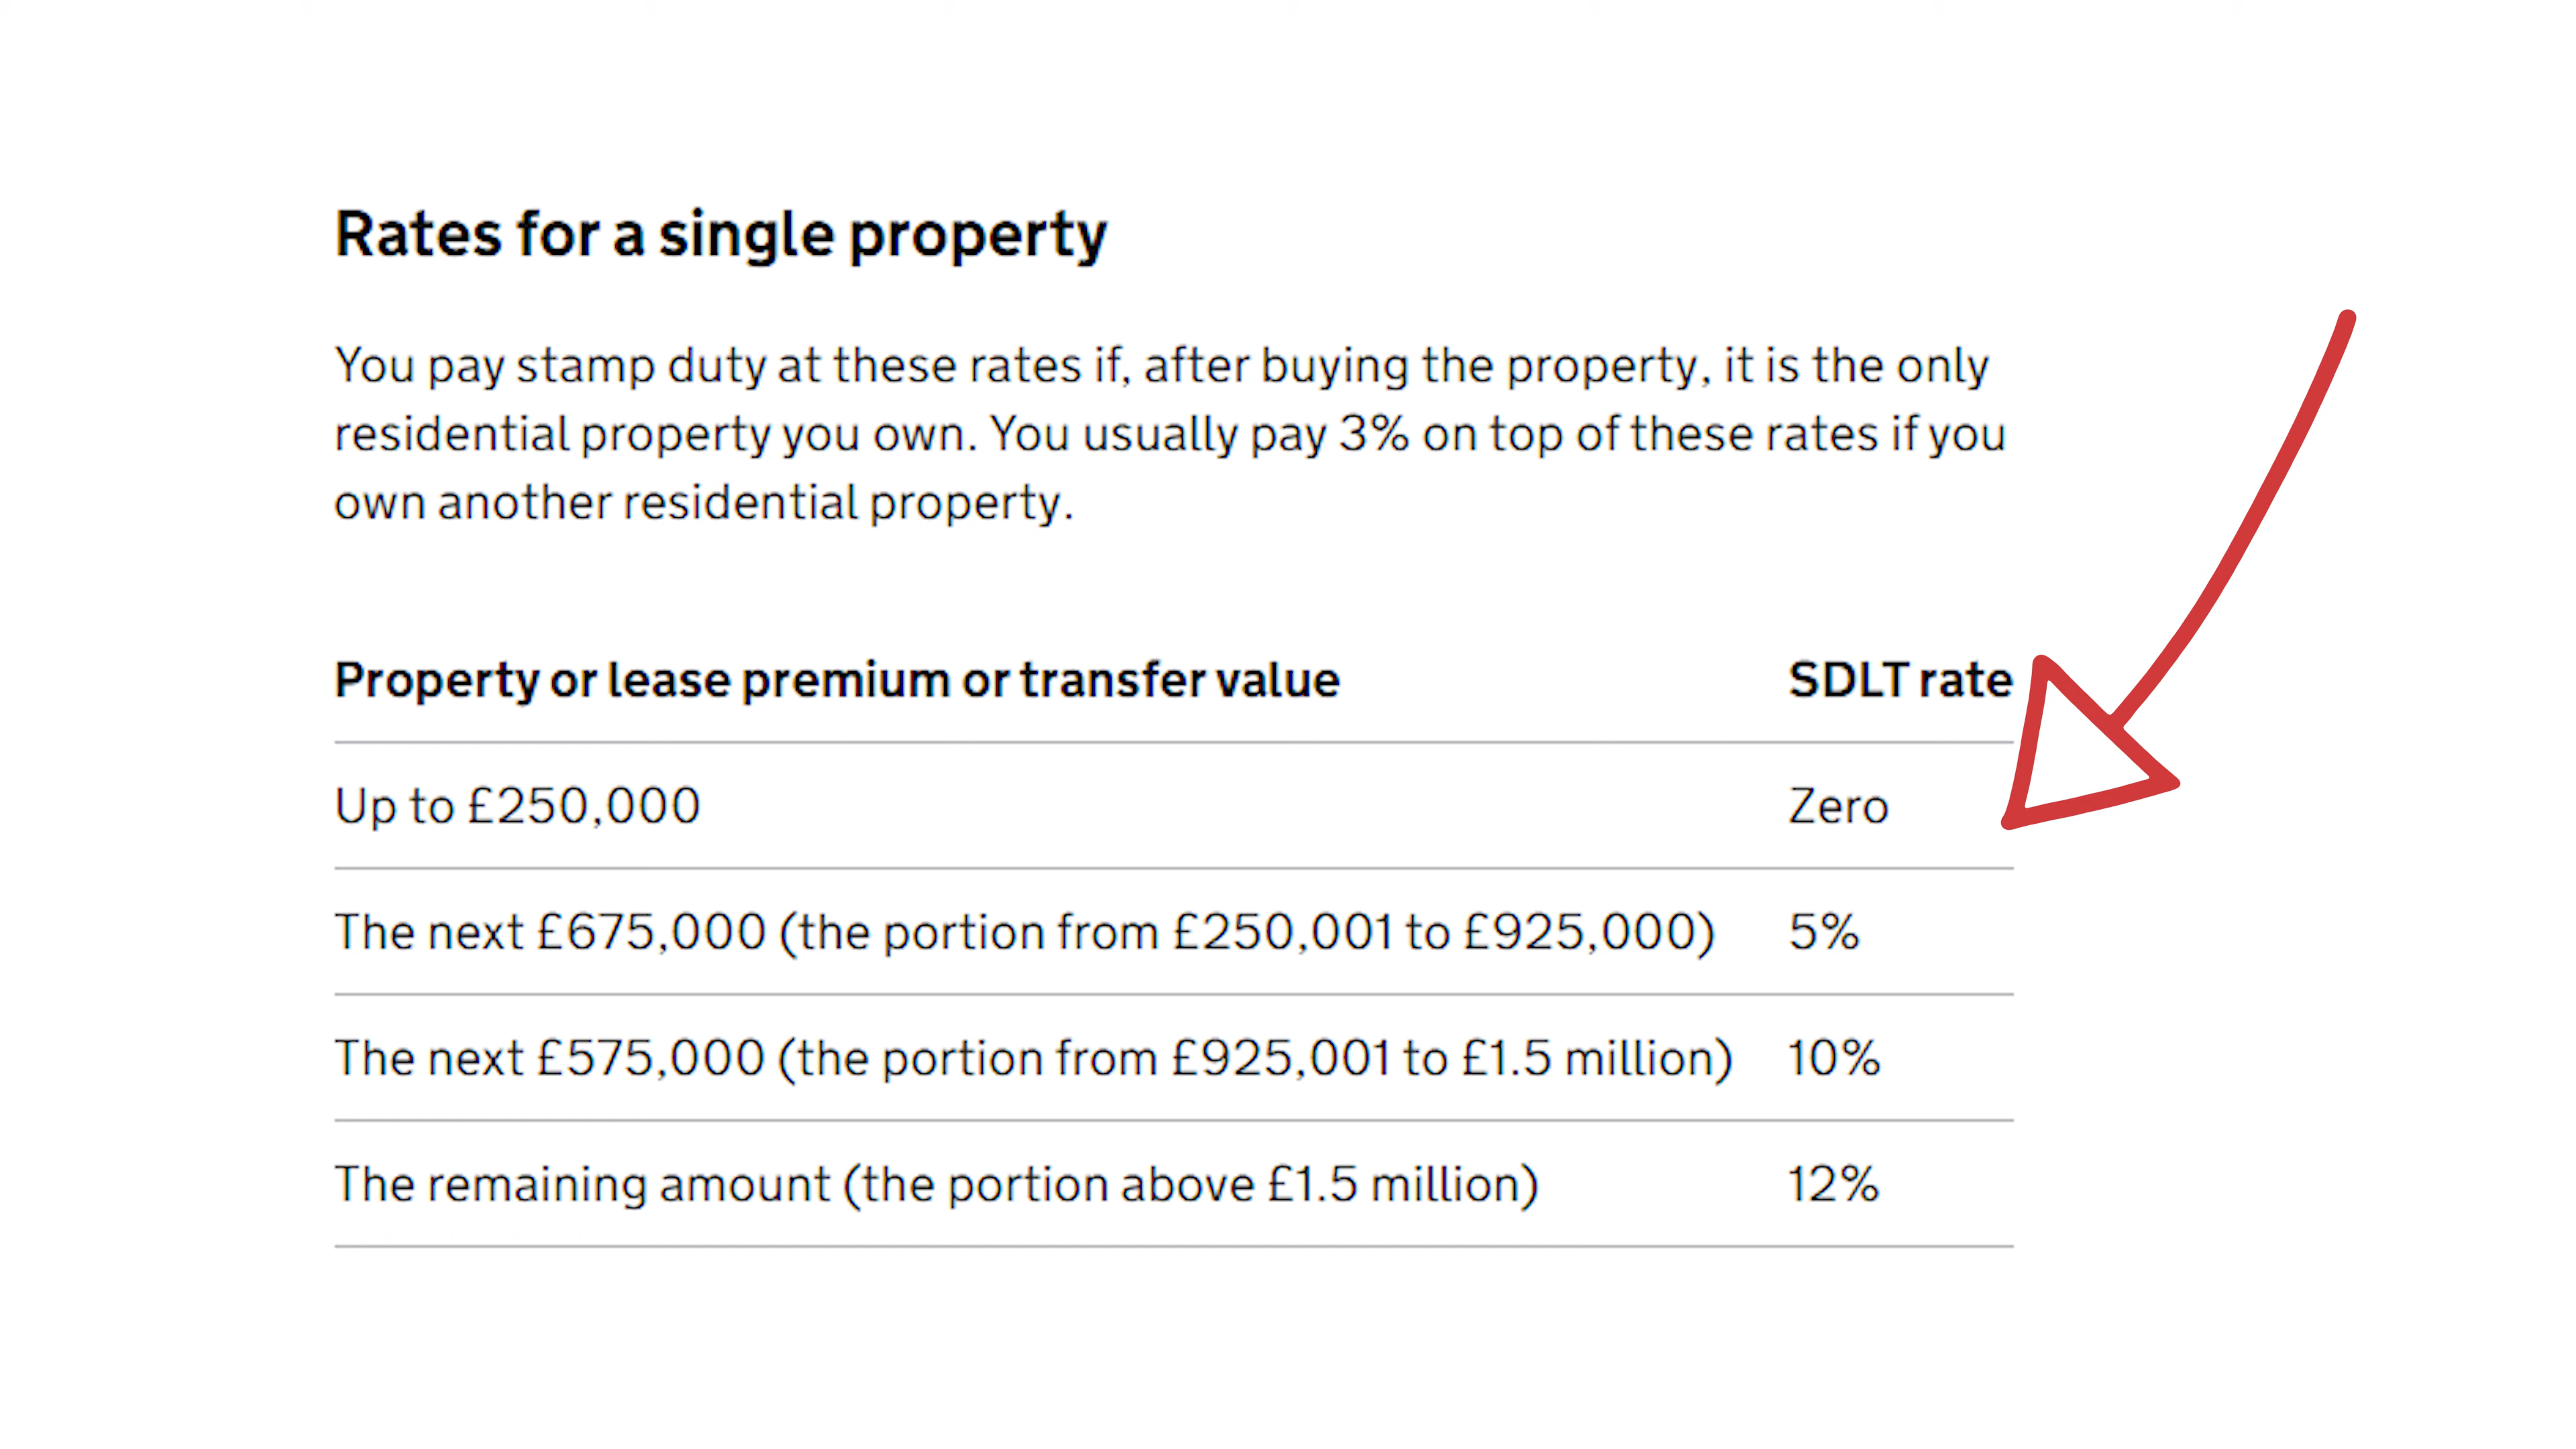 Rates for a single property
You pay stamp duty at these rates if, after buying the property, it is the only
residential property you own. You usually pay 3% on top of these rates if you
own another residential property.
Property or lease premium or transfer value SDLT rate
Up to £250,000 Zero
The next £675,000 (the portion from £250,001 to £925,000) 5%
The next £575,000 (the portion from £925,001 to £1.5 million) 10%
The remaining amount (the portion above £1.5 million) 12%